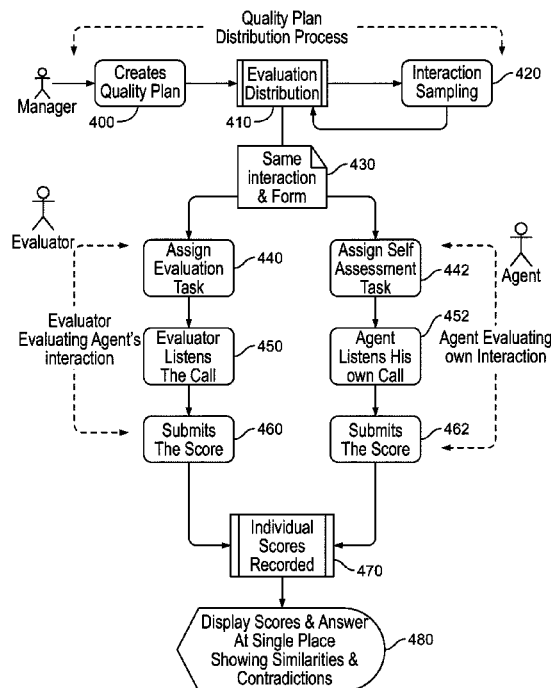 Quality Plan
Distribution Process
Manager
Creates
Quality Plan
400
Evaluation
Distribution
410
Interaction
Sampling
420
Same
interaction
& Form
430
Evaluator
Agent
Assign
Evaluation
Task
440
Assign Self
Assessment
Task
442
Evaluator
Evaluating Agent's
interaction
Evaluator
Listens
The Call
450
Agent
Listens His
own Call
452
Agent Evaluating
own Interaction
Submits
The Score
460
Submits
The Score
462
Individual
Scores
Recorded
470
Display Scores & Answer
At Single Place
Showing Similarities &
Contradictions
480